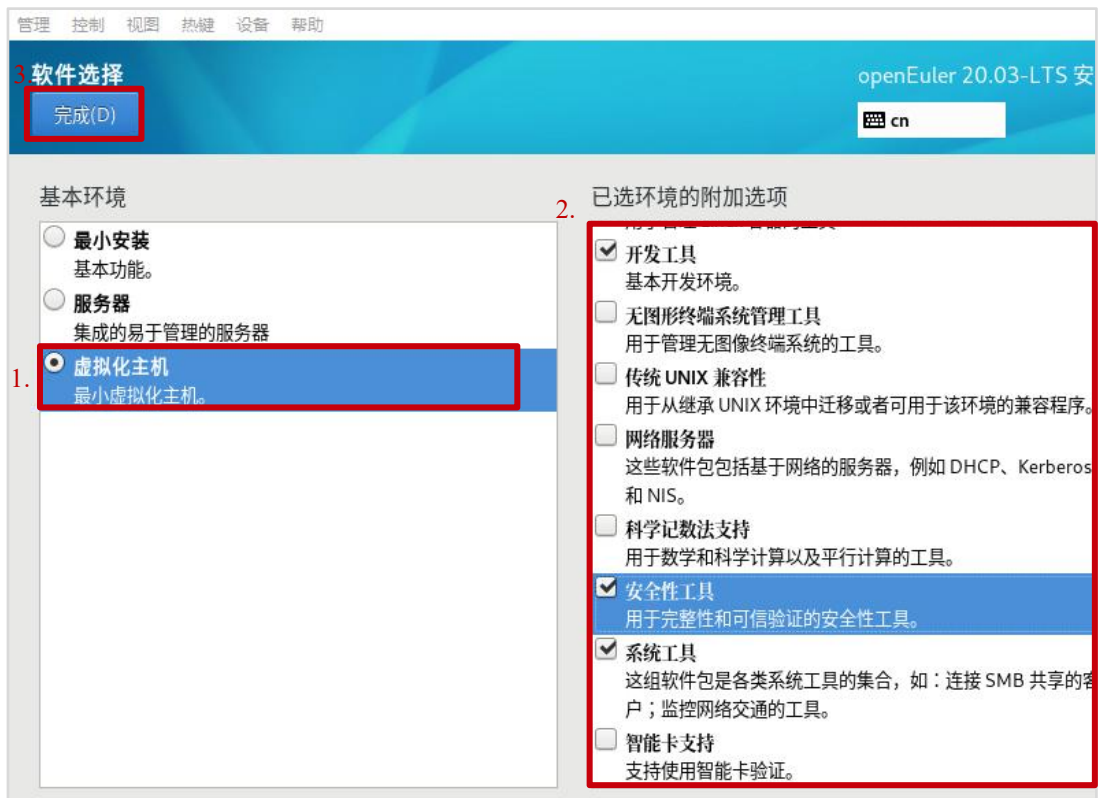 管理 控制 视图 热键 设备 帮助
3.
软件选择
openEuler 20.03-LTS 安
完成(D)
cn
基本环境
已选环境的附加选项
2.
最小安装
基本功能。
服务器
集成的易于管理的服务器
1.
虚拟化主机
最小虚拟化主机。
开发工具
基本开发环境。
无图形终端系统管理工具
用于管理无图像终端系统的工具。
传统 UNIX 兼容性
用于从继承 UNIX 环境中迁移或者可用于该环境的兼容程序。
网络服务器
这些软件包包括基于网络的服务器，例如 DHCP、Kerberos
和 NIS。
科学记数法支持
用于数学和科学计算以及平行计算的工具。
安全性工具
用于完整性和可信验证的安全性工具。
系统工具
这组软件包是各类系统工具的集合，如：连接 SMB 共享的客
户；监控网络交通的工具。
智能卡支持
支持使用智能卡验证。